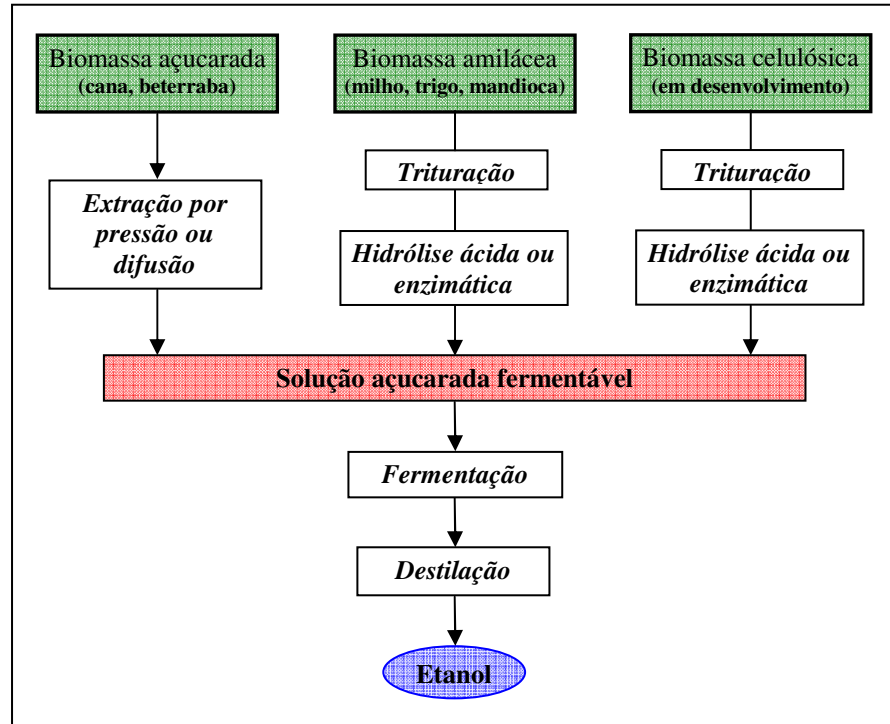 Biomassa açucarada
(cana, beterraba)
Biomassa amilácea
(milho, trigo, mandioca)
Biomassa celulósica
(em desenvolvimento)
Extração por
pressão ou
difusão
Trituração
Hidrólise ácida ou
enzimática
Trituração
Hidrólise ácida ou
enzimática
Solução açucarada fermentável
Fermentação
Destilação
Etanol